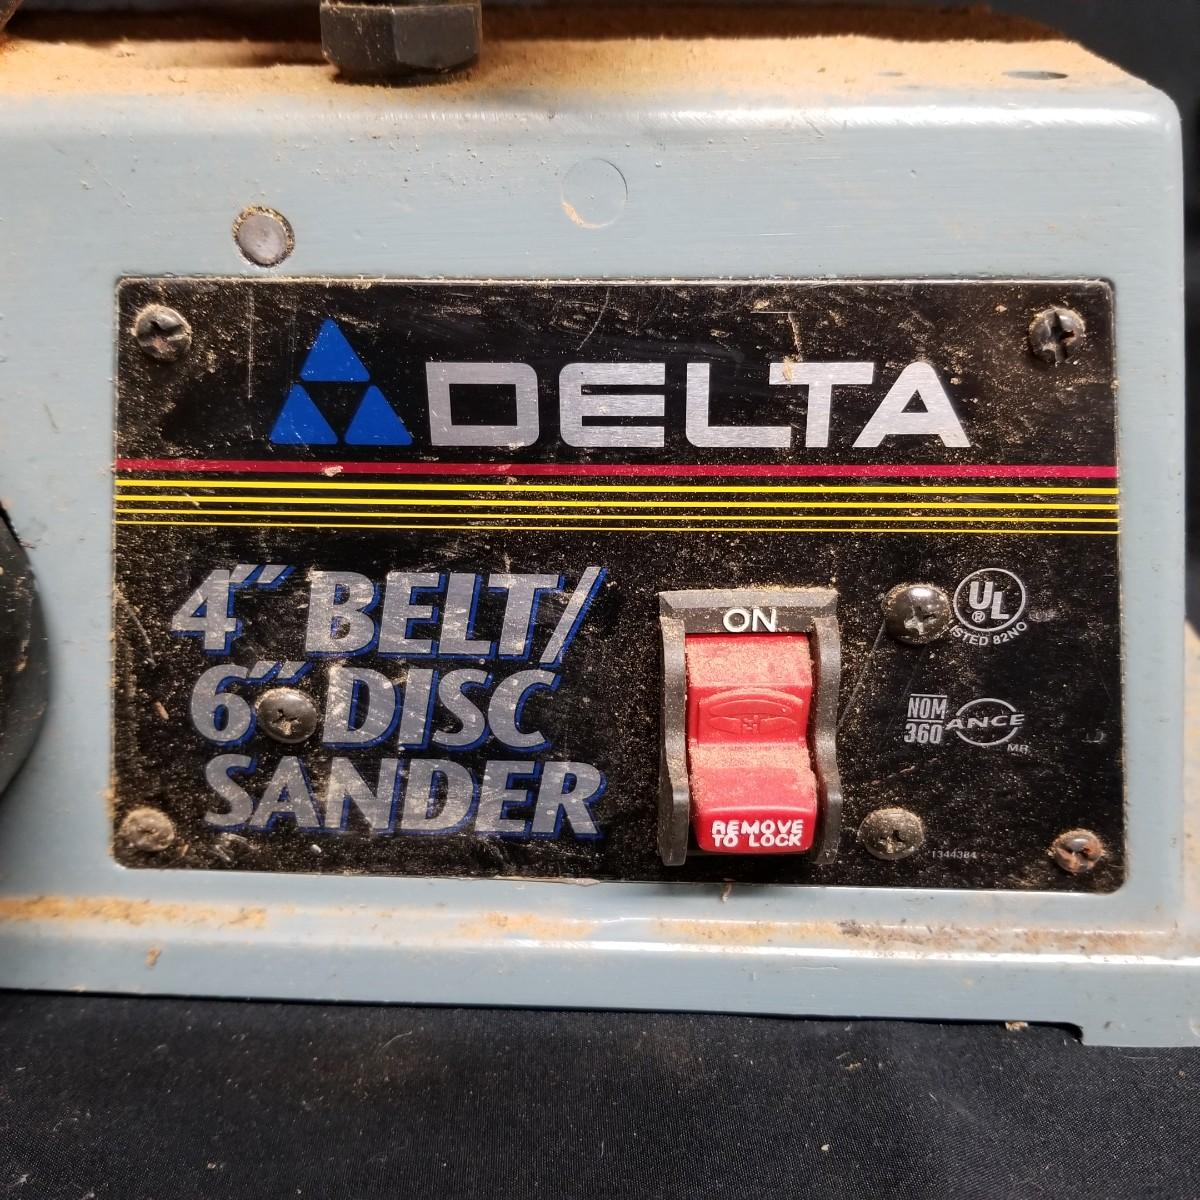 DELTA
4" BELT/
6" DISC
SANDER
ON
REMOVE
TO LOCK
UL
®
LISTED 82NO
NOM
360
ANCE
MR
1344384